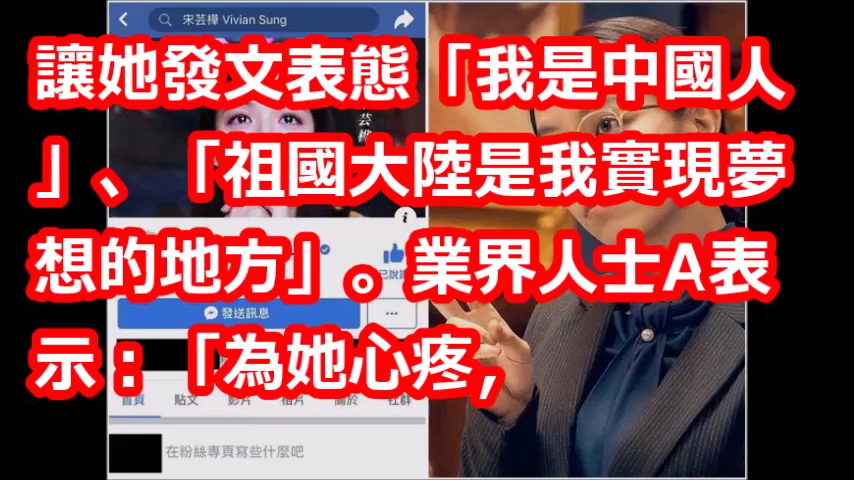 宋芸樺 Vivian Sung
讓她發文表態「我是中國人
」、「祖國大陸是我實現夢
想的地方」。業界人士A表
示：「為她心疼,
芸樺
發送訊息
首頁 貼文 影片 相片 關於 社群
在粉絲專頁寫些什麼吧